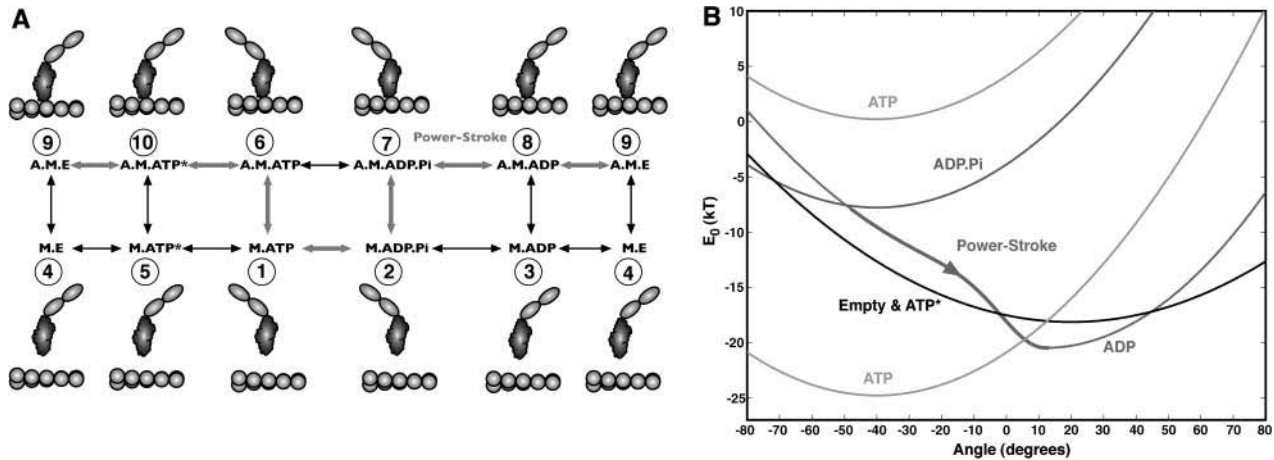 A
9 10 6 7 Power-Stroke 8 9
A.M.E A.M.ATP* A.M.ATP A.M.ADP.Pi A.M.ADP A.M.E
M.E M.ATP* M.ATP M.ADP.Pi M.ADP M.E
4 5 1 2 3 4
B
10
5
0
-5
-10
-15
-20
-25
E0 (kT)
ATP
ADP.Pi
Power-Stroke
Empty & ATP*
ADP
ATP
-80 -70 -60 -50 -40 -30 -20 -10 0 10 20 30 40 50 60 70 80
Angle (degrees)